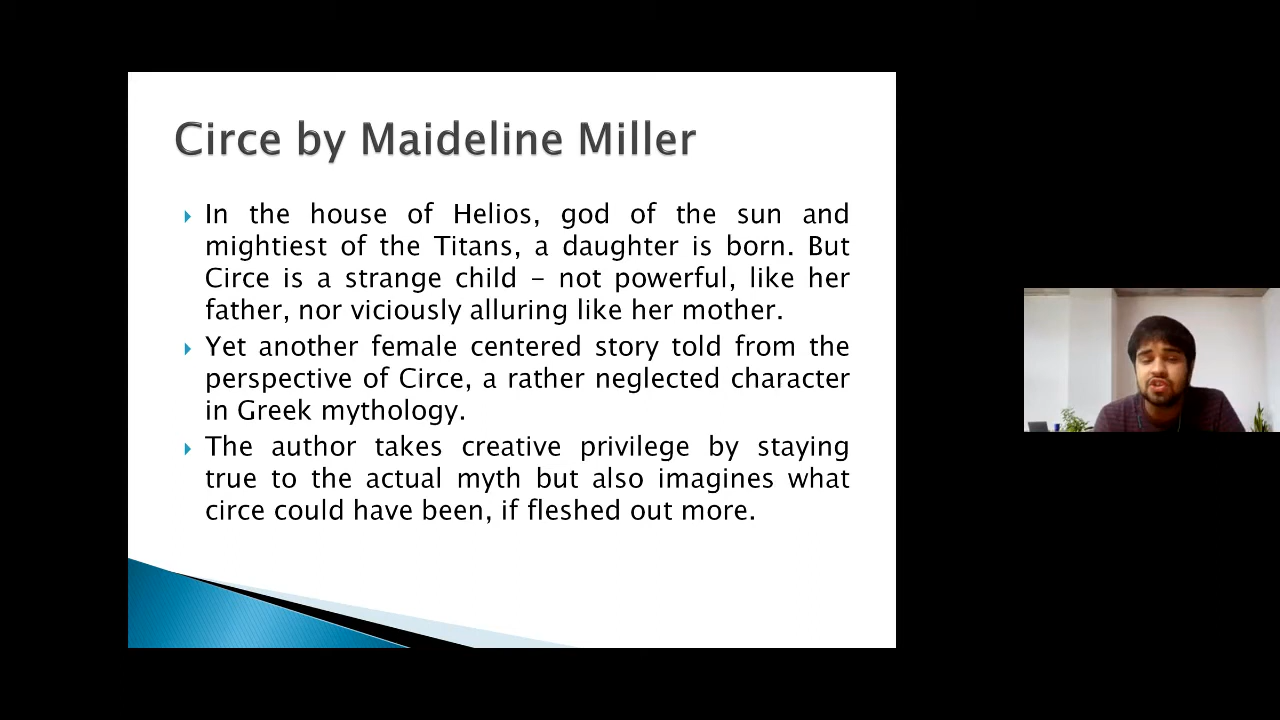 Circe by Maideline Miller
In the house of Helios, god of the sun and
mightiest of the Titans, a daughter is born. But
Circe is a strange child – not powerful, like her
father, nor viciously alluring like her mother.
Yet another female centered story told from the
perspective of Circe, a rather neglected character
in Greek mythology.
The author takes creative privilege by staying
true to the actual myth but also imagines what
circe could have been, if fleshed out more.